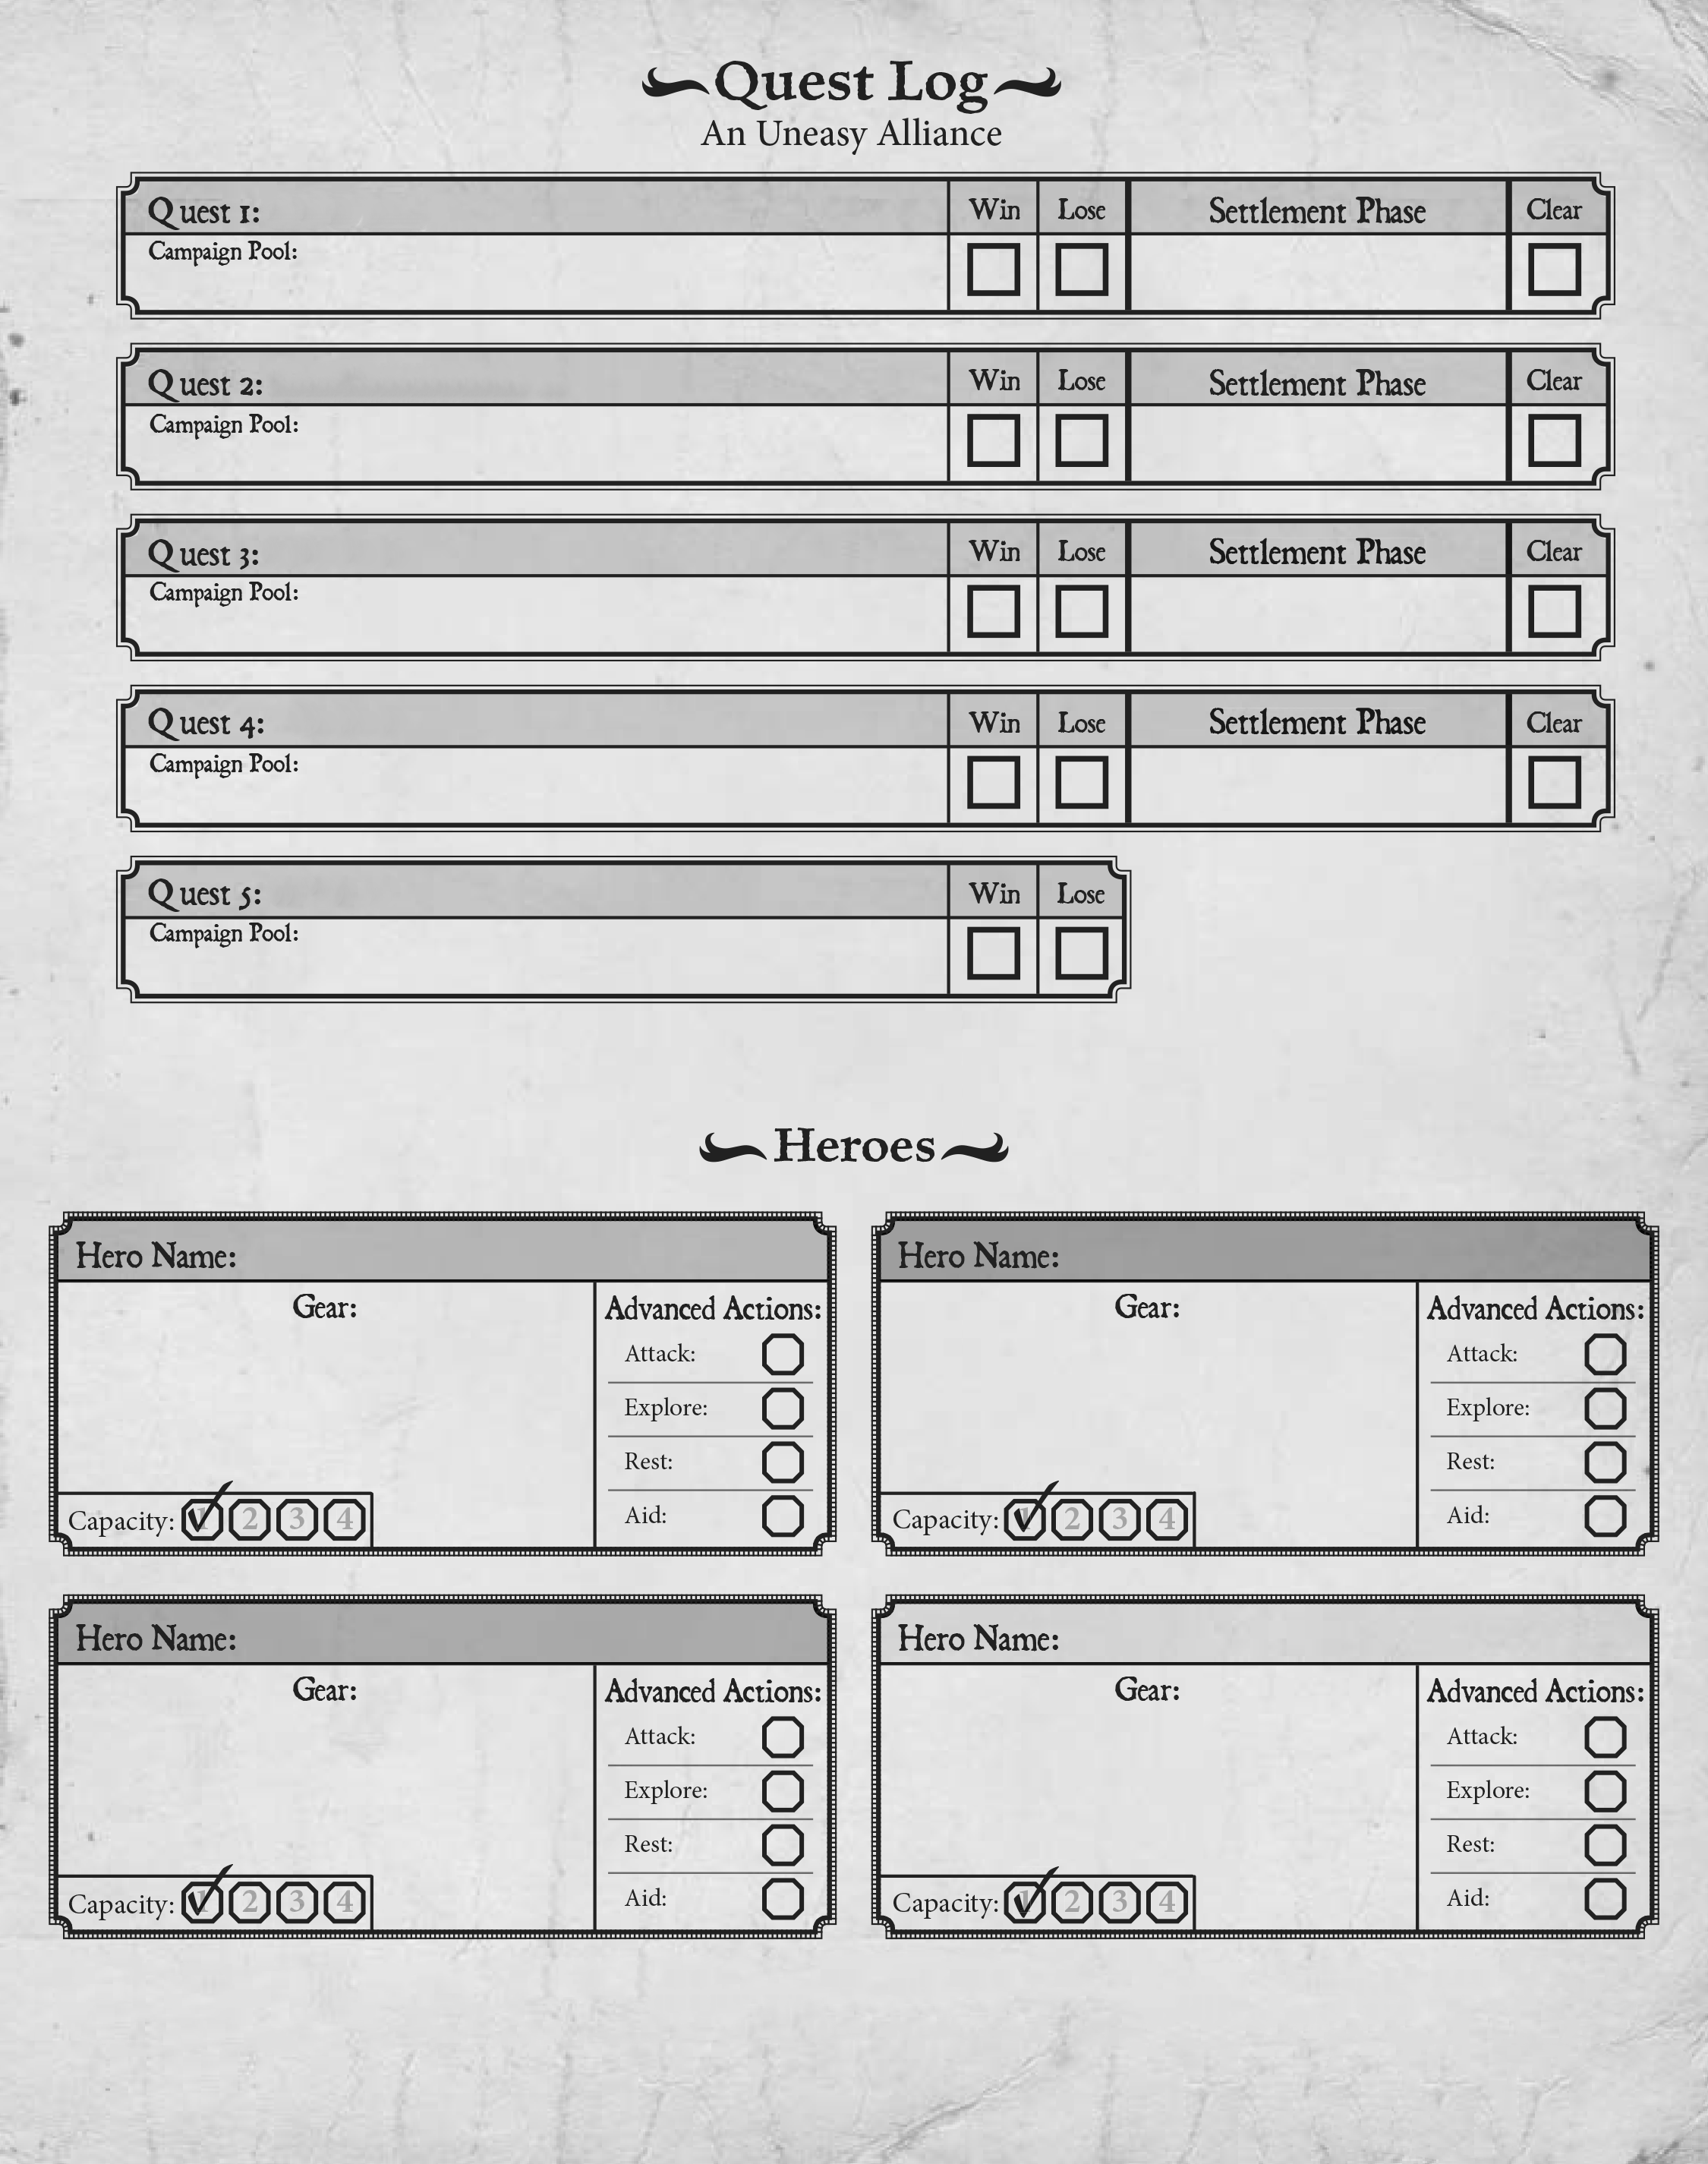 Quest Log
An Uneasy Alliance
Quest 1: Win Lose Settlement Phase Clear
Campaign Pool:
Quest 2: Win Lose Settlement Phase Clear
Campaign Pool:
Quest 3: Win Lose Settlement Phase Clear
Campaign Pool:
Quest 4: Win Lose Settlement Phase Clear
Campaign Pool:
Quest 5: Win Lose
Campaign Pool:
Heroes
Hero Name:
Gear:
Advanced Actions:
Attack:
Explore:
Rest:
Aid:
Capacity: 1 2 3 4
Hero Name:
Gear:
Advanced Actions:
Attack:
Explore:
Rest:
Aid:
Capacity: 1 2 3 4
Hero Name:
Gear:
Advanced Actions:
Attack:
Explore:
Rest:
Aid:
Capacity: 1 2 3 4
Hero Name:
Gear:
Advanced Actions:
Attack:
Explore:
Rest:
Aid:
Capacity: 1 2 3 4